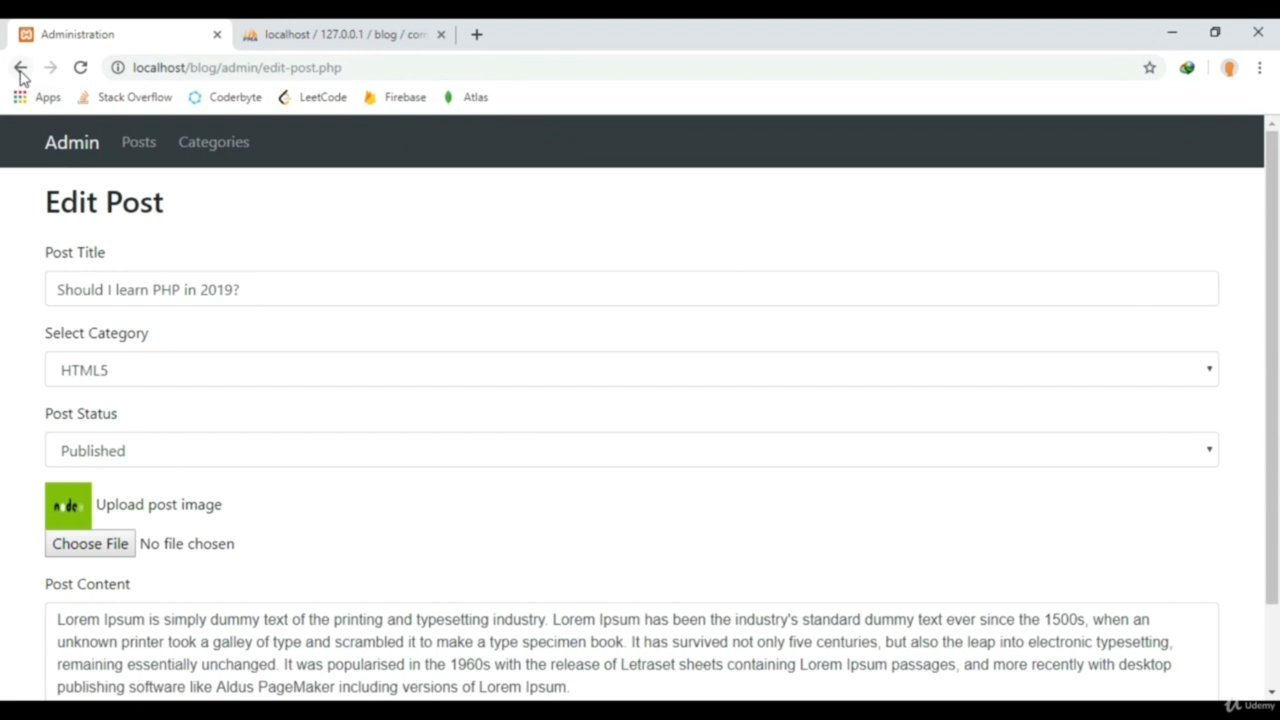 Administration
localhost / 127.0.0.1 / blog / com
localhost/blog/admin/edit-post.php
Apps Stack Overflow Coderbyte LeetCode Firebase Atlas
Admin Posts Categories
Edit Post
Post Title
Should I learn PHP in 2019?
Select Category
HTML5
Post Status
Published
node Upload post image
Choose File No file chosen
Post Content
Lorem Ipsum is simply dummy text of the printing and typesetting industry. Lorem Ipsum has been the industry's standard dummy text ever since the 1500s, when an
unknown printer took a galley of type and scrambled it to make a type specimen book. It has survived not only five centuries, but also the leap into electronic typesetting,
remaining essentially unchanged. It was popularised in the 1960s with the release of Letraset sheets containing Lorem Ipsum passages, and more recently with desktop
publishing software like Aldus PageMaker including versions of Lorem Ipsum.
Udemy